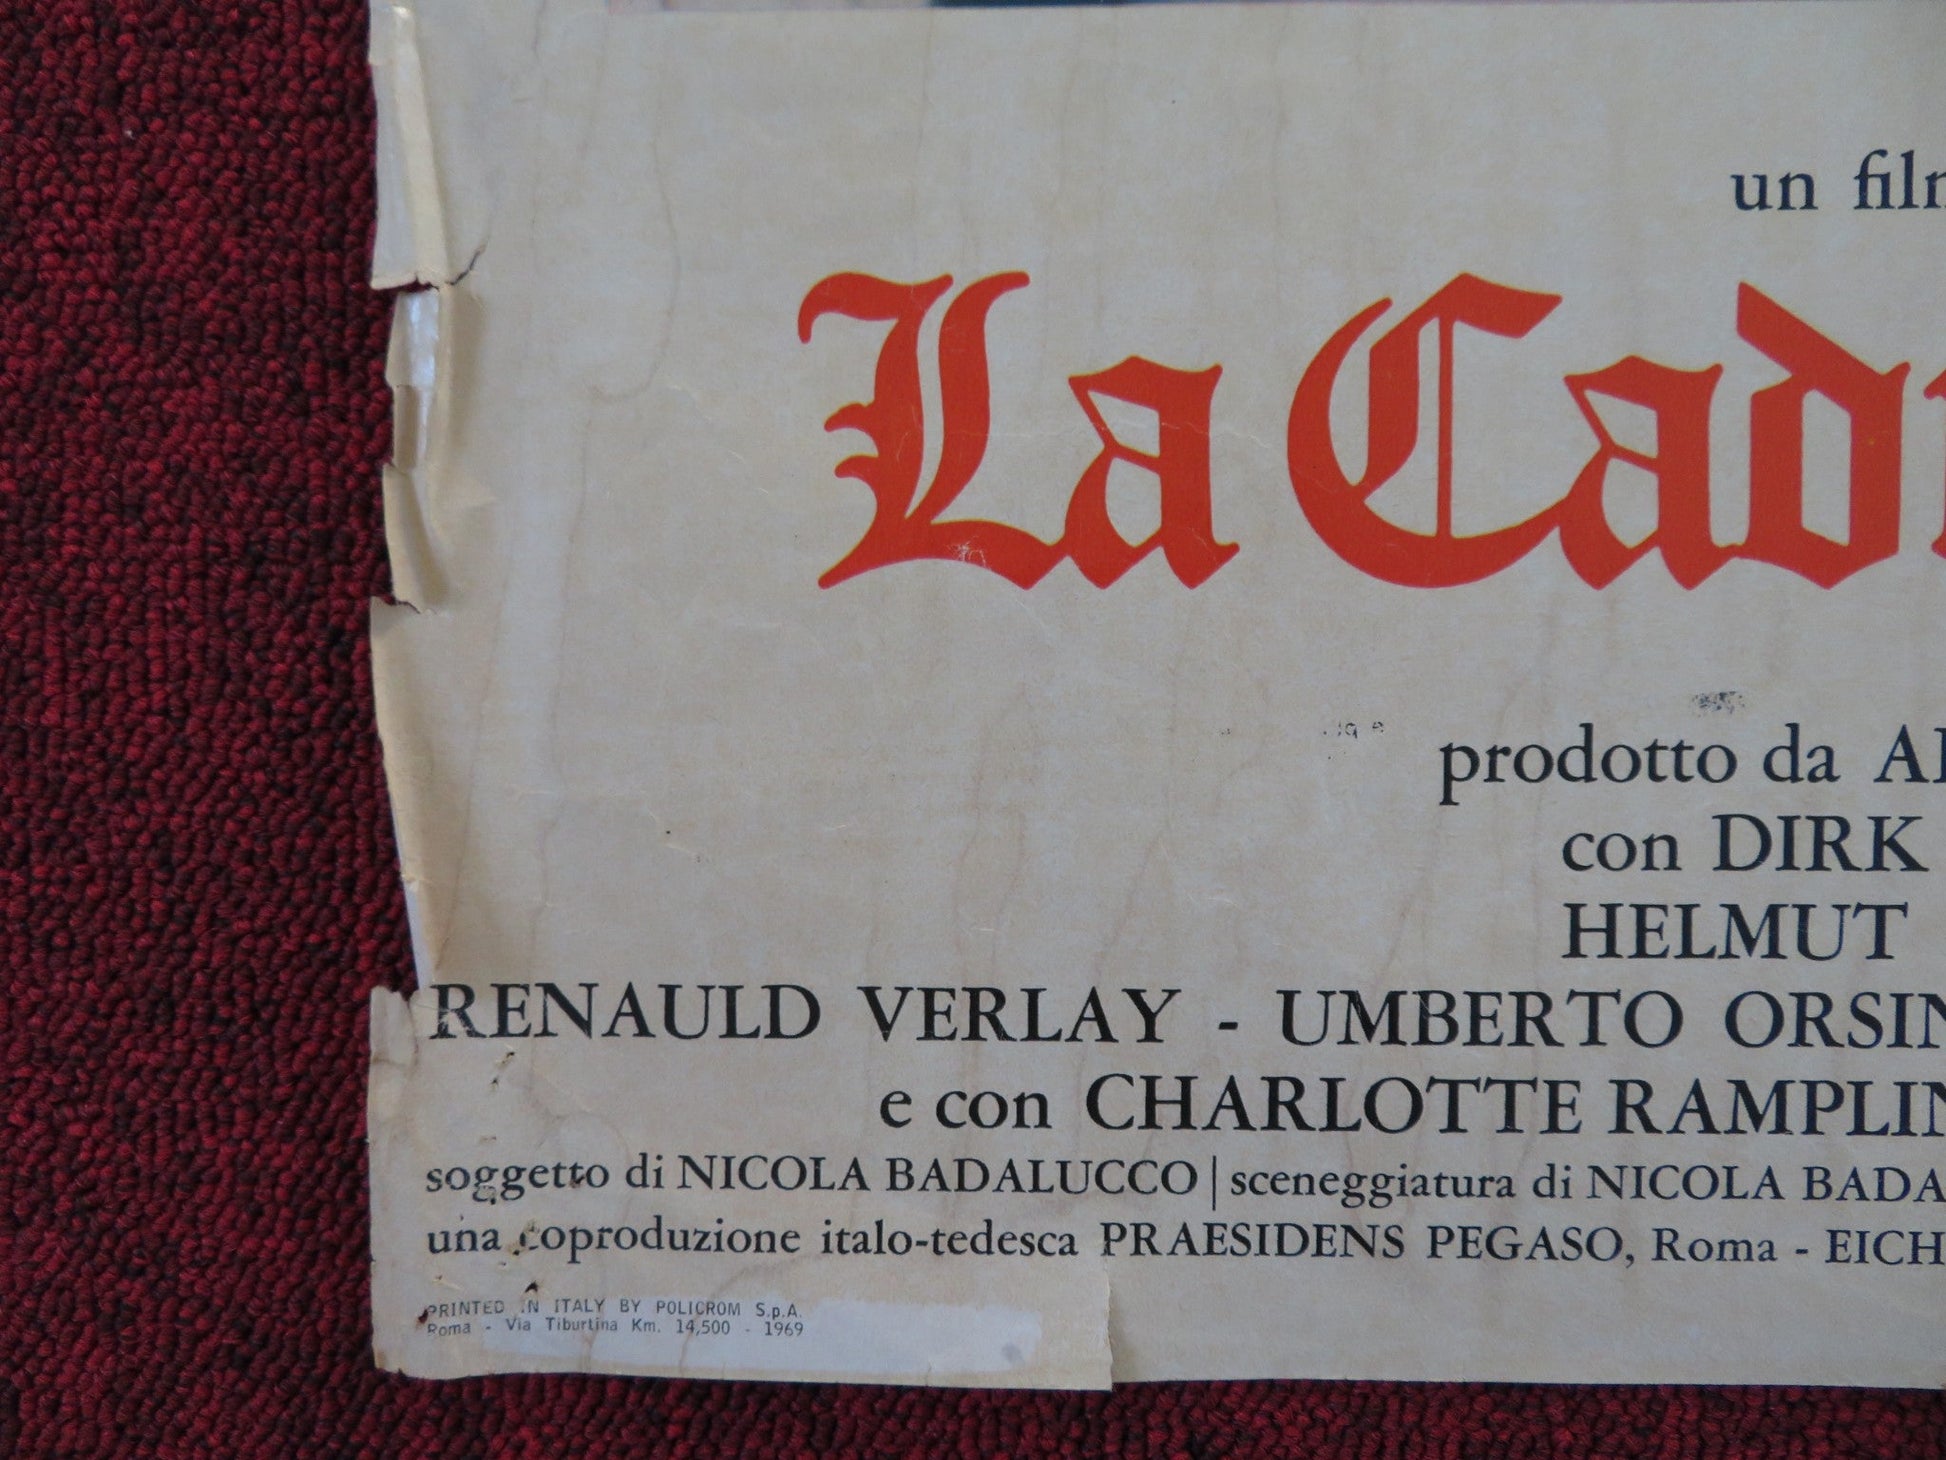 un film
La Cad
prodotto da
con DIRK
HELMUT
RENAULD VERLAY - UMBERTO ORSIN
e con CHARLOTTE RAMPLIN
soggetto di NICOLA BADALUCCO | sceneggiatura di NICOLA BADA
una coproduzione italo-tedesca PRAESIDENS PEGASO, Roma - EICH
PRINTED IN ITALY BY POLICROM S.p.A.
Roma - Via Tiburtina Km. 14,500 - 1969